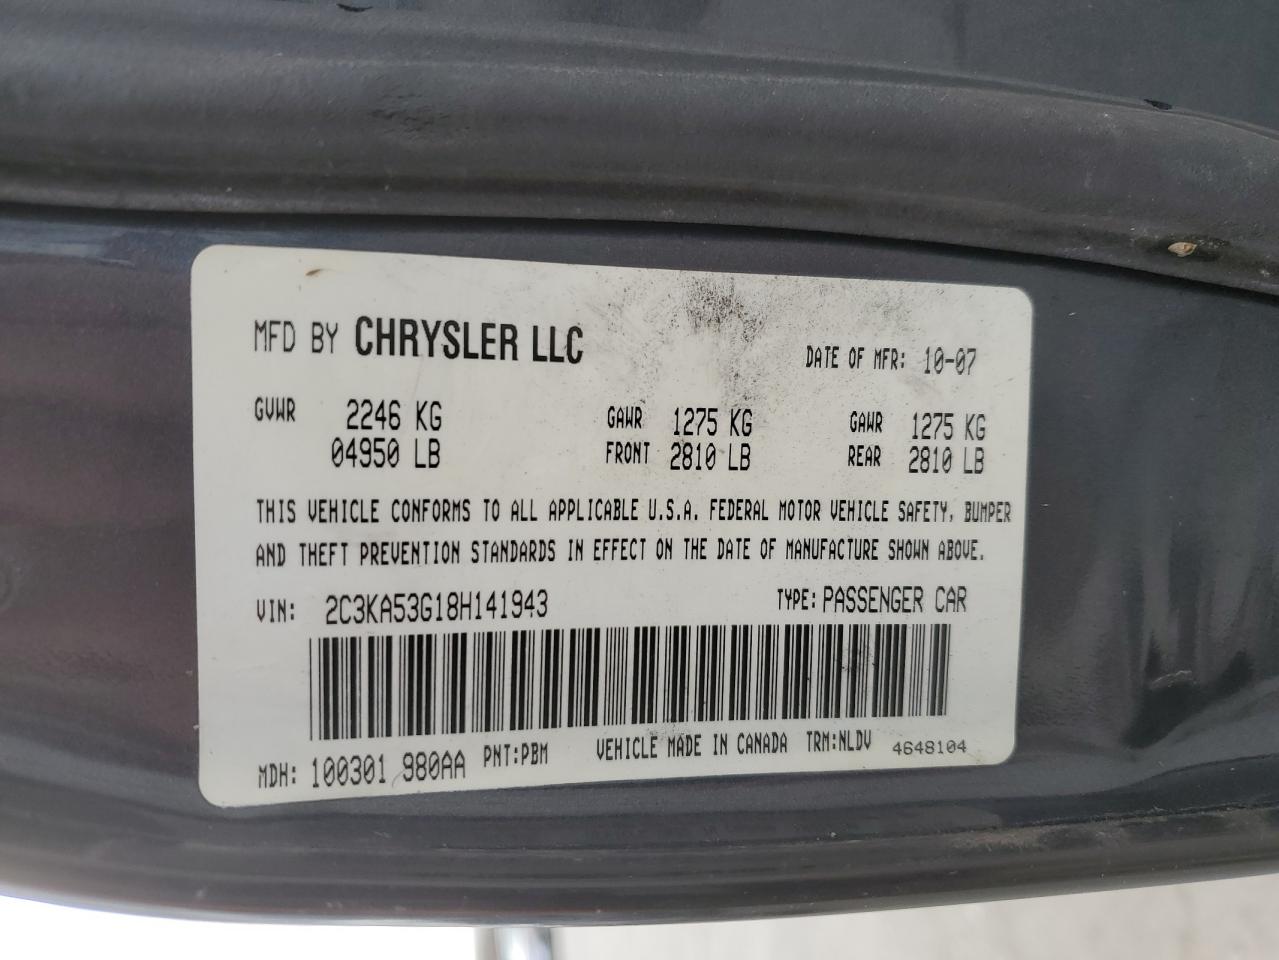 MFD BY CHRYSLER LLC DATE OF MFR: 10-07
GVWR 2246 KG GAWR 1275 KG GAWR 1275 KG
04950 LB FRONT 2810 LB REAR 2810 LB
THIS VEHICLE CONFORMS TO ALL APPLICABLE U.S.A. FEDERAL MOTOR VEHICLE SAFETY, BUMPER
AND THEFT PREVENTION STANDARDS IN EFFECT ON THE DATE OF MANUFACTURE SHOWN ABOVE.
VIN: 2C3KA53G18H141943 TYPE: PASSENGER CAR
MDH: 100301 980AA PNT:PBM VEHICLE MADE IN CANADA TRM:NLDV 4648104